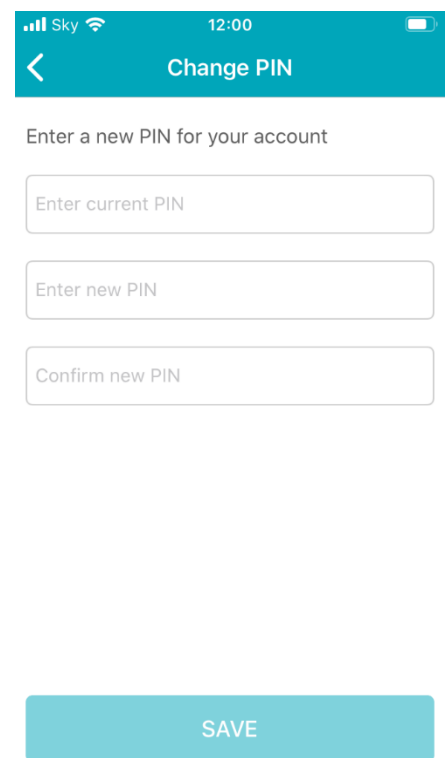 Sky 12:00
Change PIN
Enter a new PIN for your account
Enter current PIN
Enter new PIN
Confirm new PIN
SAVE